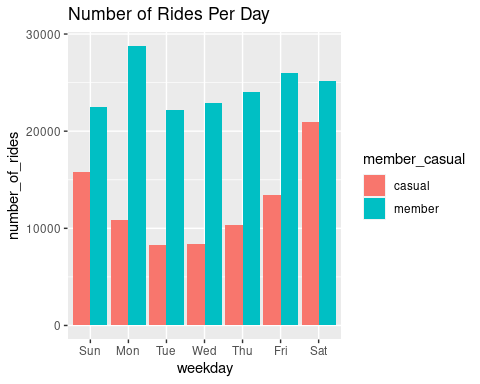 Number of Rides Per Day
30000
20000
10000
0
number_of_rides
Sun Mon Tue Wed Thu Fri Sat
weekday
member_casual
casual
member